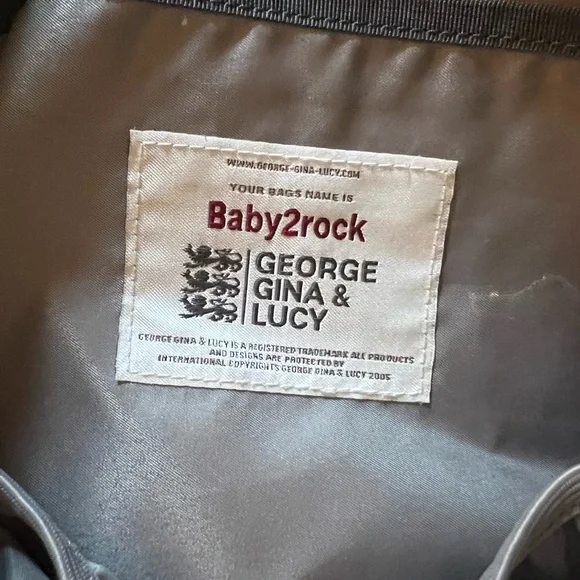 WWW.GEORGE-GINA-LUCY.COM
YOUR BAGS NAME IS
Baby2rock
GEORGE
GINA &
LUCY
GEORGE GINA & LUCY IS A REGISTERED TRADEMARK ALL PRODUCTS
AND DESIGNS ARE PROTECTED BY
INTERNATIONAL COPYRIGHTS GEORGE GINA & LUCY 2005